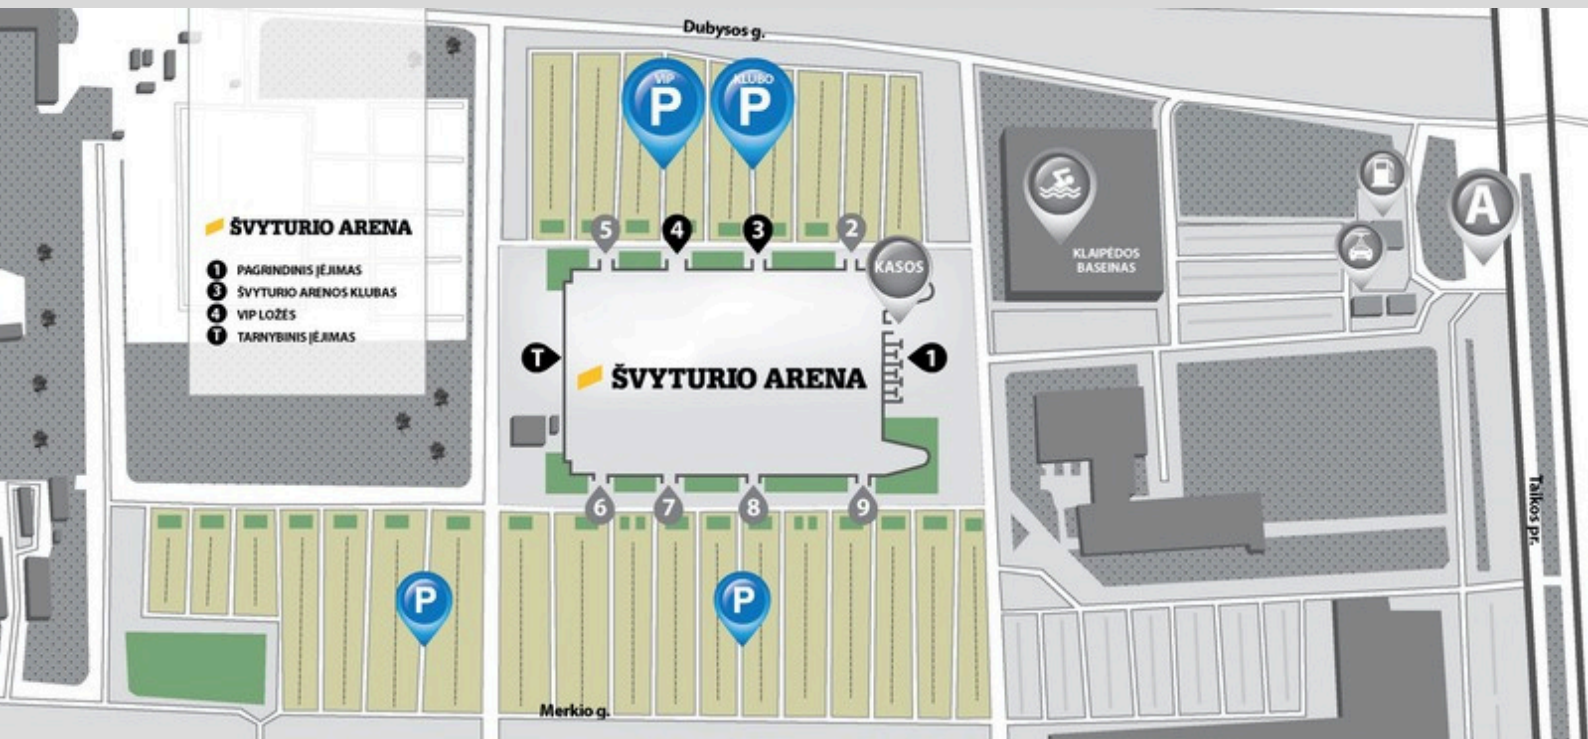 Dubysos g.
VIP
P
KLUBO
P
ŠVYTURIO ARENA
1 PAGRINDINIS ĮĖJIMAS
3 ŠVYTURIO ARENOS KLUBAS
4 VIP LOŽĖS
T TARNYBINIS ĮĖJIMAS
5
4
3
2
KASOS
KLAIPĖDOS
BASEINAS
A
T
ŠVYTURIO ARENA
1
6
7
8
9
P
P
Taikos pr.
Merkio g.